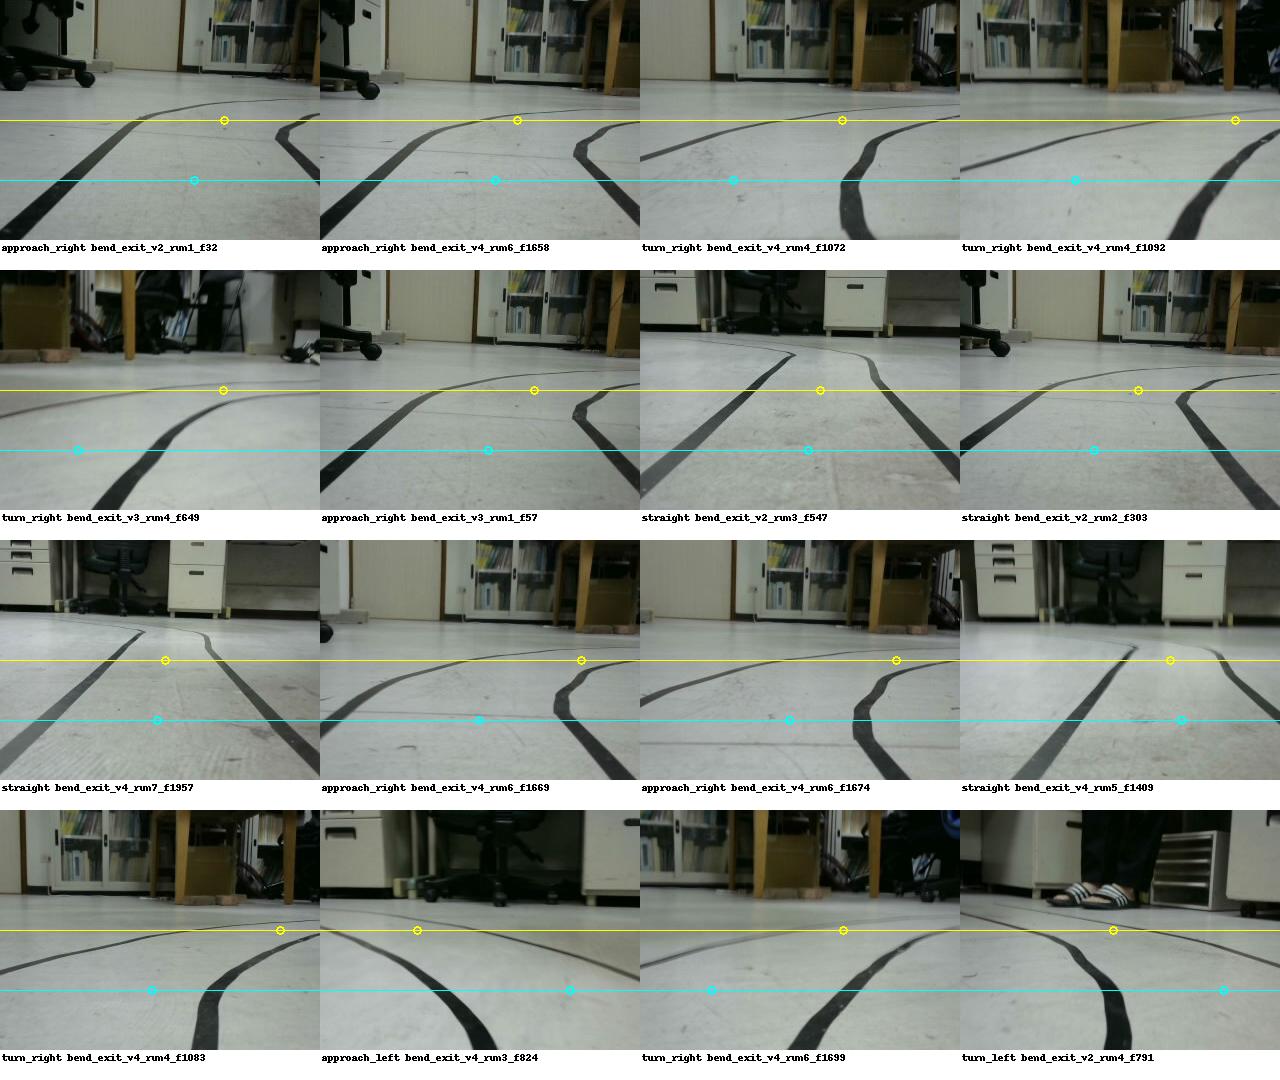 approach_right bend_exit_v2_run1_f32
approach_right bend_exit_v4_run6_f1658
turn_right bend_exit_v4_run4_f1072
turn_right bend_exit_v4_run4_f1092
turn_right bend_exit_v3_run4_f649
approach_right bend_exit_v3_run1_f57
straight bend_exit_v2_run3_f547
straight bend_exit_v2_run2_f303
straight bend_exit_v4_run7_f1957
approach_right bend_exit_v4_run6_f1669
approach_right bend_exit_v4_run6_f1674
straight bend_exit_v4_run5_f1409
turn_right bend_exit_v4_run4_f1083
approach_left bend_exit_v4_run3_f824
turn_right bend_exit_v4_run6_f1699
turn_left bend_exit_v2_run4_f791